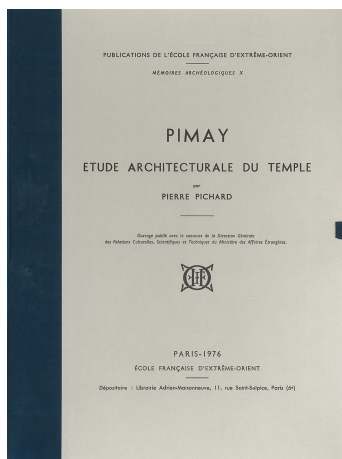 PUBLICATIONS DE L'ÉCOLE FRANÇAISE D'EXTRÊME-ORIENT
MÉMOIRES ARCHÉOLOGIQUES X
PIMAY
ETUDE ARCHITECTURALE DU TEMPLE
par
PIERRE PICHARD
Ouvrage publié avec le concours de la Direction Générale
des Relations Culturelles, Scientifiques et Techniques du Ministère des Affaires Étrangères.
PARIS-1976
ÉCOLE FRANÇAISE D'EXTRÊME-ORIENT
Dépositaire : Librairie Adrien-Maisonneuve, 11, rue Saint-Sulpice, Paris (6e)